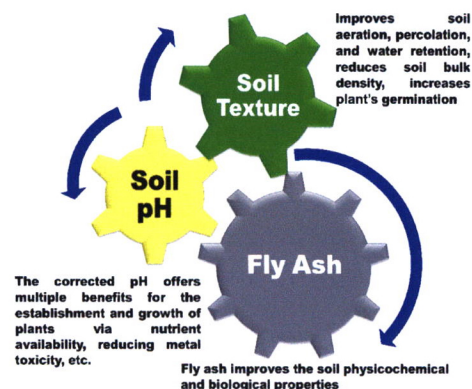 Improves soil
aeration, percolation,
and water retention,
reduces soil bulk
density, increases
plant's germination
Soil
Texture
Soil
pH
Fly Ash
The corrected pH offers
multiple benefits for the
establishment and growth of
plants via nutrient
availability, reducing metal
toxicity, etc.
Fly ash improves the soil physicochemical
and biological properties